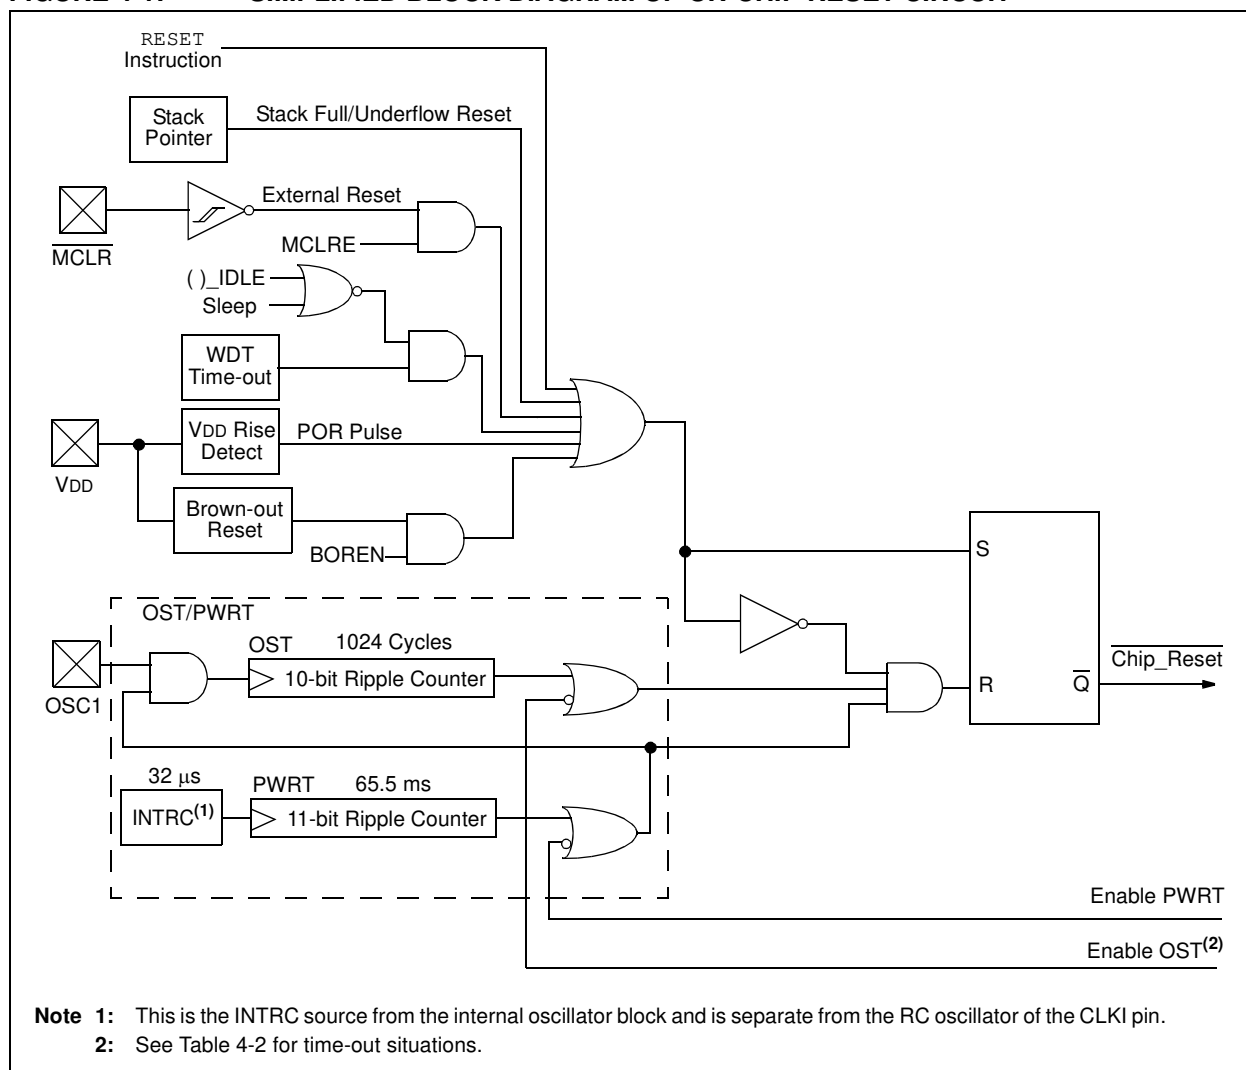 RESET
Instruction
Stack
Pointer
Stack Full/Underflow Reset
External Reset
MCLR
MCLRE
( )_IDLE
Sleep
WDT
Time-out
VDD Rise
Detect
POR Pulse
VDD
Brown-out
Reset
BOREN
S
OST/PWRT
OST
1024 Cycles
10-bit Ripple Counter
OSC1
R
Q
Chip_Reset
32 μs
PWRT
65.5 ms
INTRC(1)
11-bit Ripple Counter
Enable PWRT
Enable OST(2)
Note 1: This is the INTRC source from the internal oscillator block and is separate from the RC oscillator of the CLKI pin.
2: See Table 4-2 for time-out situations.